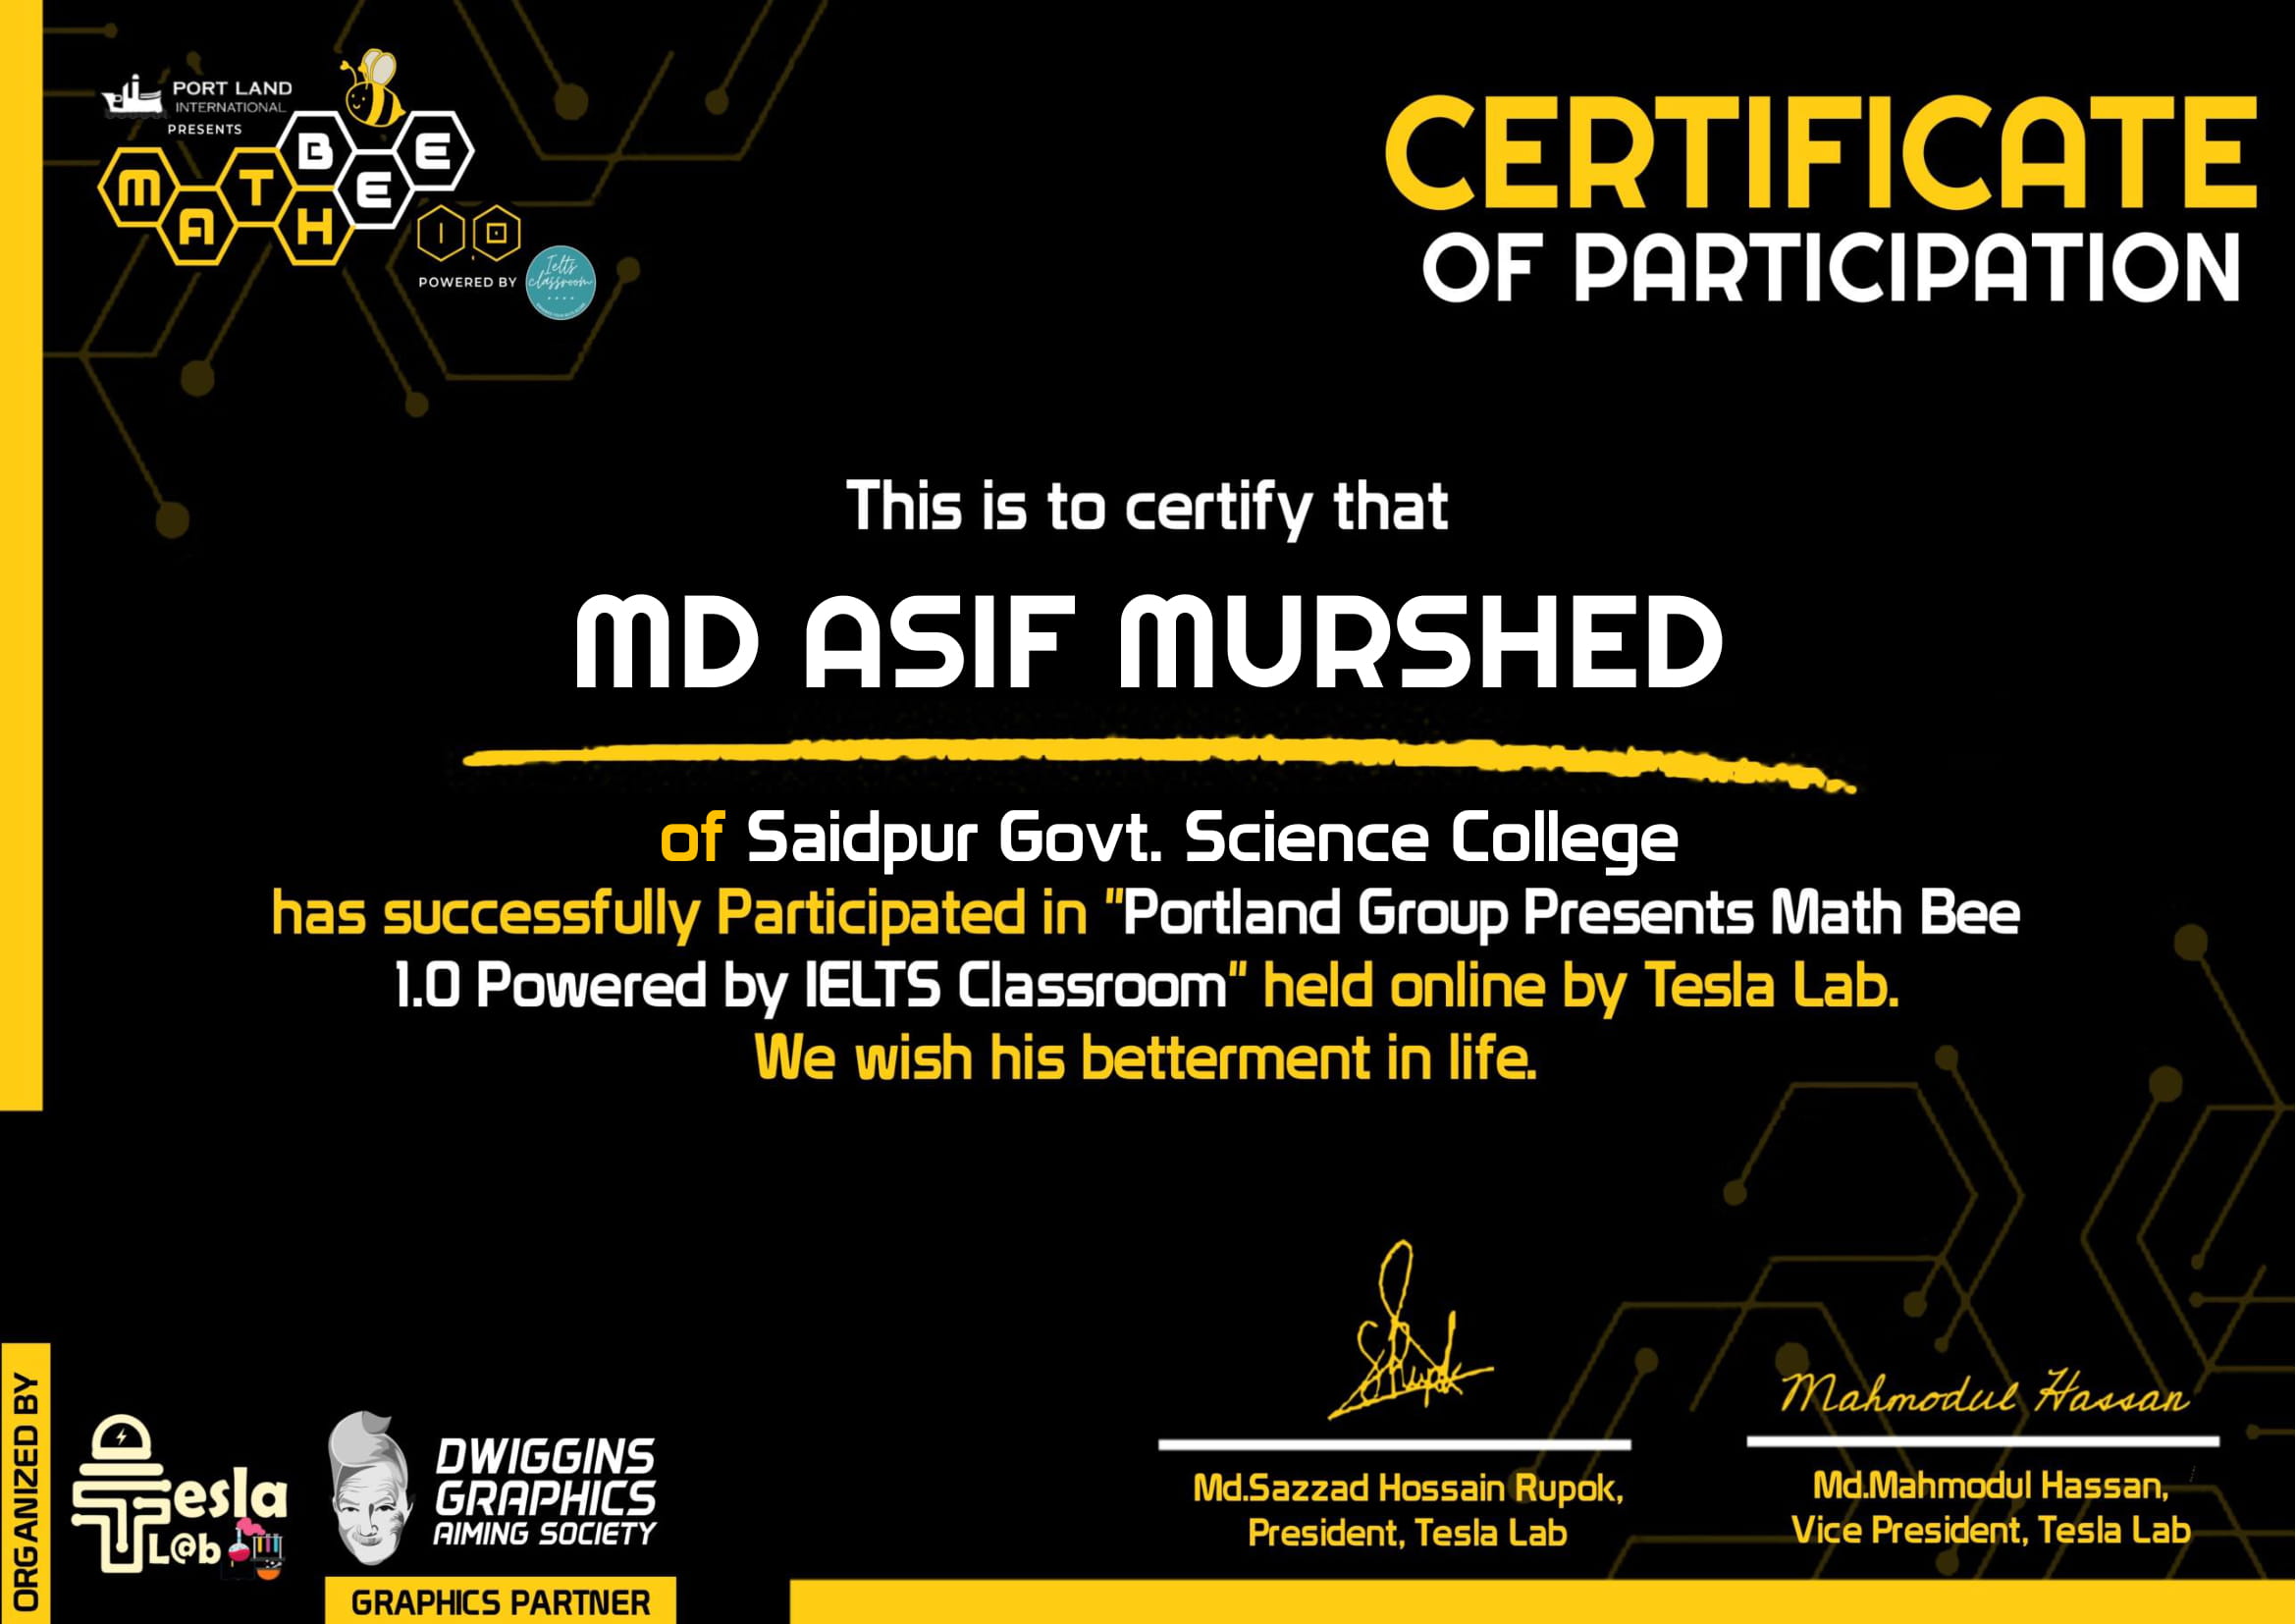 PORT LAND
INTERNATIONAL
PRESENTS
MATH BEE
1.0
POWERED BY
Ielts
classroom
CERTIFICATE
OF PARTICIPATION
This is to certify that
MD ASIF MURSHED
of Saidpur Govt. Science College
has successfully Participated in "Portland Group Presents Math Bee
1.0 Powered by IELTS Classroom" held online by Tesla Lab.
We wish his betterment in life.
ORGANIZED BY
Tesla
L@b
DWIGGINS
GRAPHICS
AIMING SOCIETY
GRAPHICS PARTNER
SRupok
Md.Sazzad Hossain Rupok,
President, Tesla Lab
Mahmodul Hassan
Md.Mahmodul Hassan,
Vice President, Tesla Lab